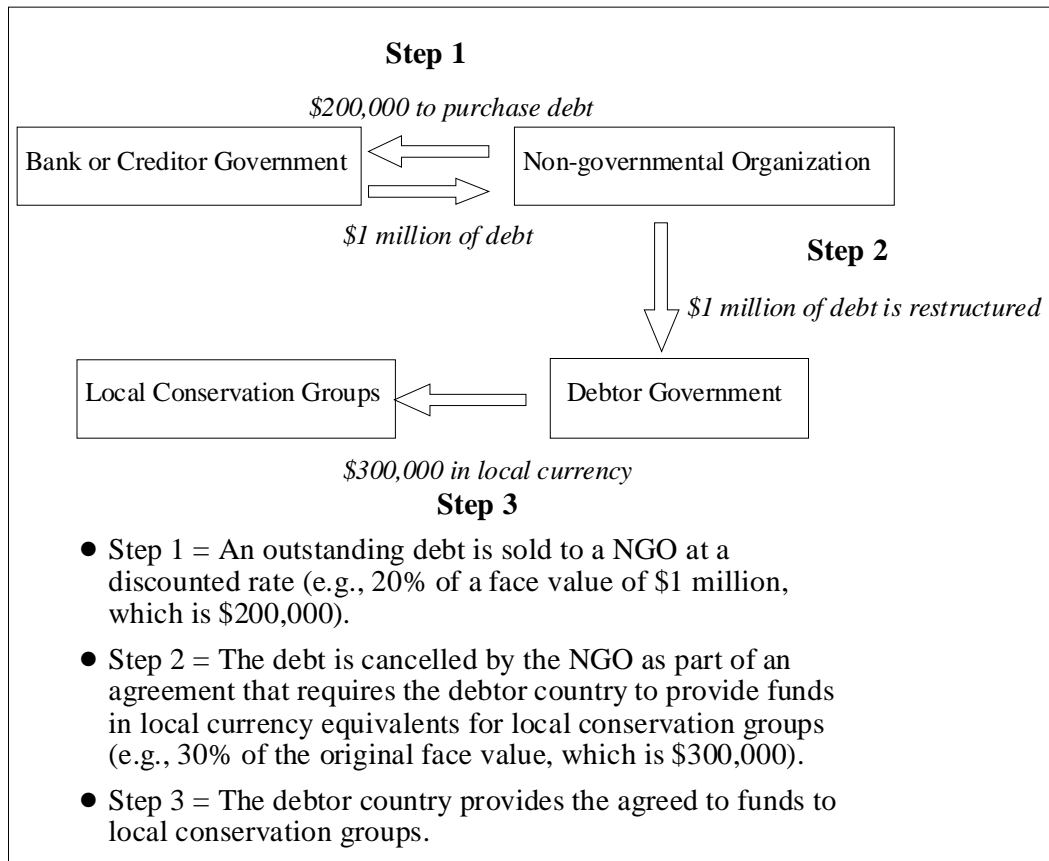 Step 1
$200,000 to purchase debt
Bank or Creditor Government
Non-governmental Organization
$1 million of debt
Step 2
$1 million of debt is restructured
Local Conservation Groups
Debtor Government
$300,000 in local currency
Step 3
● Step 1 = An outstanding debt is sold to a NGO at a
discounted rate (e.g., 20% of a face value of $1 million,
which is $200,000).
● Step 2 = The debt is cancelled by the NGO as part of an
agreement that requires the debtor country to provide funds
in local currency equivalents for local conservation groups
(e.g., 30% of the original face value, which is $300,000).
● Step 3 = The debtor country provides the agreed to funds to
local conservation groups.